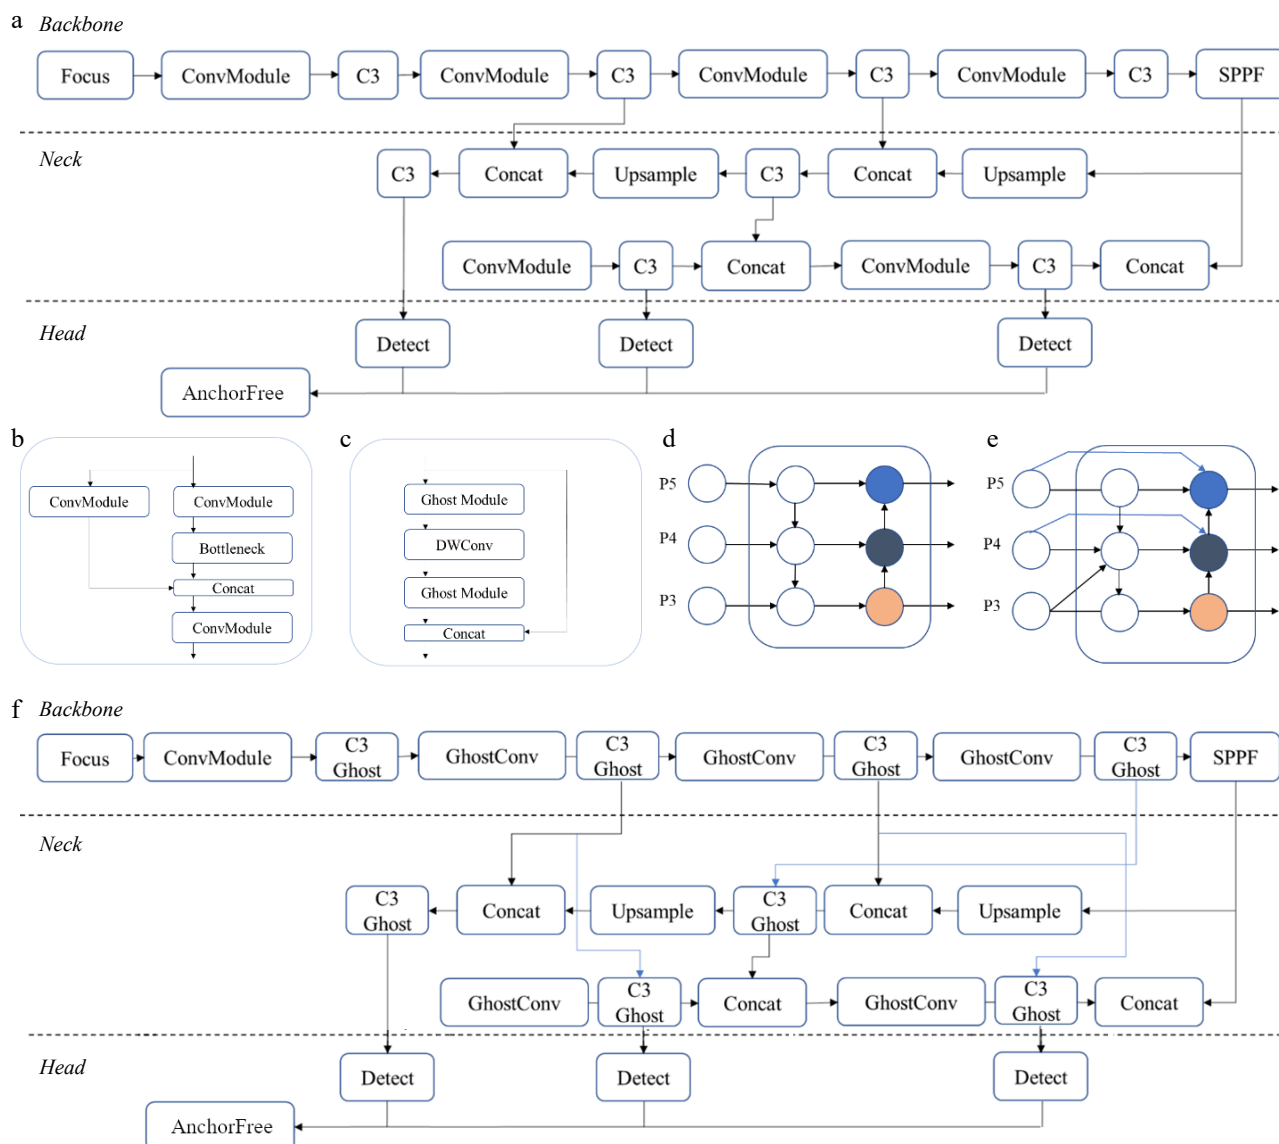 a Backbone
Focus ConvModule C3 ConvModule C3 ConvModule C3 ConvModule C3 SPPF
Neck
C3 Concat Upsample C3 Concat Upsample
ConvModule C3 Concat ConvModule C3 Concat
Head
Detect Detect Detect
AnchorFree
b
ConvModule ConvModule
Bottleneck
Concat
ConvModule
c
Ghost Module
DWConv
Ghost Module
Concat
d
P5
P4
P3
e
P5
P4
P3
f Backbone
Focus ConvModule C3 Ghost GhostConv C3 Ghost GhostConv C3 Ghost GhostConv C3 Ghost SPPF
Neck
C3 Ghost Concat Upsample C3 Ghost Concat Upsample
GhostConv C3 Ghost Concat GhostConv C3 Ghost Concat
Head
Detect Detect Detect
AnchorFree